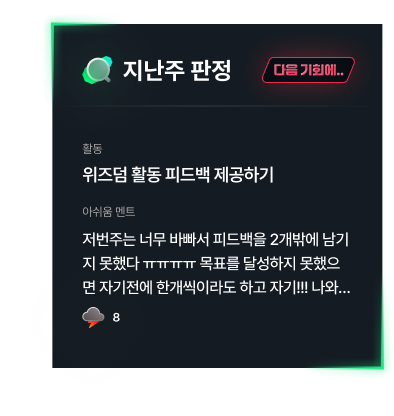 지난주 판정
다음 기회에..
활동
위즈덤 활동 피드백 제공하기
아쉬움 멘트
저번주는 너무 바빠서 피드백을 2개밖에 남기
지 못했다 ㅠㅠㅠㅠ 목표를 달성하지 못했으
면 자기전에 한개씩이라도 하고 자기!!! 나와...
8